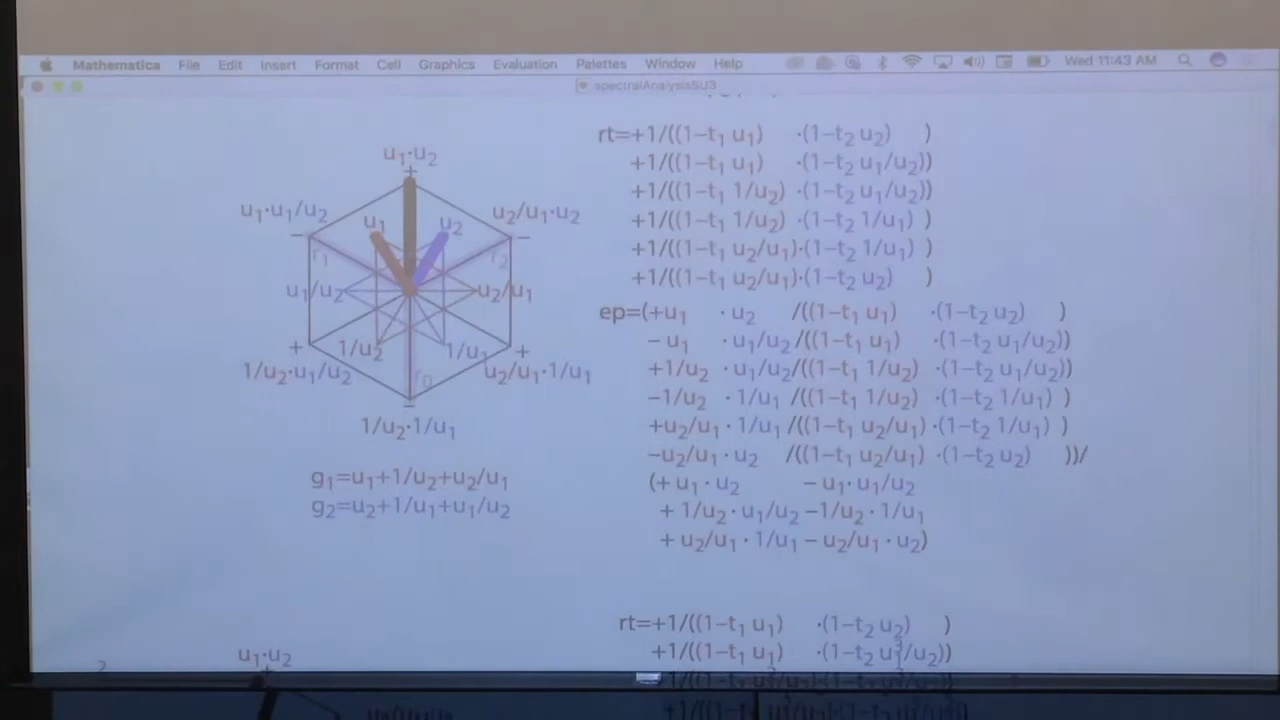 Mathematica File Edit Insert Format Cell Graphics Evaluation Palettes Window Help Wed 11:43 AM
spectralAnalysisSU3
u₁·u₂
+
u₁·u₁/u₂ u₁ u₂ u₂/u₁·u₂
− r₁ r₂ −
u₁/u₂ u₂/u₁
+ 1/u₂ 1/u₁ +
1/u₂·u₁/u₂ r₀ u₂/u₁·1/u₁
−
1/u₂·1/u₁
g₁=u₁+1/u₂+u₂/u₁
g₂=u₂+1/u₁+u₁/u₂
rt=+1/((1−t₁ u₁) ·(1−t₂ u₂) )
+1/((1−t₁ u₁) ·(1−t₂ u₁/u₂))
+1/((1−t₁ 1/u₂) ·(1−t₂ u₁/u₂))
+1/((1−t₁ 1/u₂) ·(1−t₂ 1/u₁) )
+1/((1−t₁ u₂/u₁)·(1−t₂ 1/u₁) )
+1/((1−t₁ u₂/u₁)·(1−t₂ u₂) )
ep=(+u₁ ·u₂ /((1−t₁ u₁) ·(1−t₂ u₂) )
−u₁ ·u₁/u₂/((1−t₁ u₁) ·(1−t₂ u₁/u₂))
+1/u₂ ·u₁/u₂/((1−t₁ 1/u₂) ·(1−t₂ u₁/u₂))
−1/u₂ ·1/u₁ /((1−t₁ 1/u₂) ·(1−t₂ 1/u₁) )
+u₂/u₁·1/u₁ /((1−t₁ u₂/u₁)·(1−t₂ 1/u₁) )
−u₂/u₁·u₂ /((1−t₁ u₂/u₁)·(1−t₂ u₂) ))/
(+u₁·u₂ −u₁·u₁/u₂
+1/u₂·u₁/u₂ −1/u₂·1/u₁
+u₂/u₁·1/u₁ −u₂/u₁·u₂)
2 u₁·u₂
+
rt=+1/((1−t₁ u₁) ·(1−t₂ u₂) )
+1/((1−t₁ u₁)